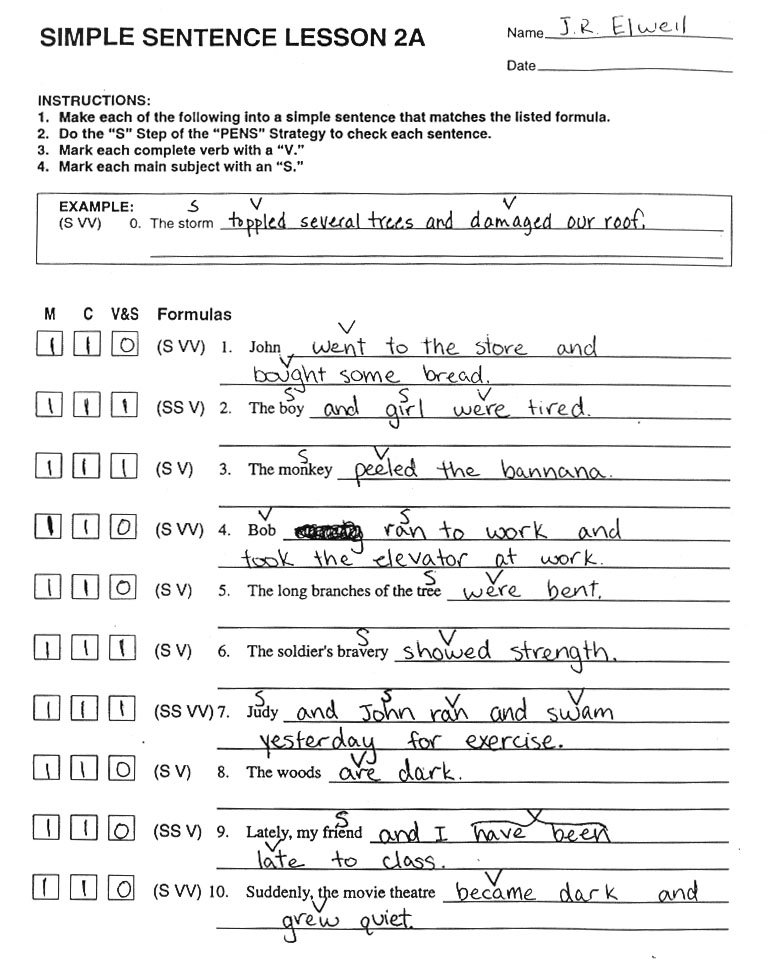 SIMPLE SENTENCE LESSON 2A
Name J.R. Elweil
Date
INSTRUCTIONS:
1. Make each of the following into a simple sentence that matches the listed formula.
2. Do the "S" Step of the "PENS" Strategy to check each sentence.
3. Mark each complete verb with a "V."
4. Mark each main subject with an "S."
EXAMPLE: S V V
(S VV) 0. The storm toppled several trees and damaged our roof.
M C V&S Formulas
V
1 1 0 (S VV) 1. John went to the store and
V
bought some bread.
S S V
1 1 1 (SS V) 2. The boy and girl were tired.
S V
1 1 1 (S V) 3. The monkey peeled the bannana.
V S
1 1 0 (S VV) 4. Bob ran to work and
took the elevator at work.
S V
1 1 0 (S V) 5. The long branches of the tree were bent.
S V
1 1 1 (S V) 6. The soldier's bravery showed strength.
S S V V
1 1 1 (SS VV) 7. Judy and John ran and swam
yesterday for exercise.
V
1 1 0 (S V) 8. The woods are dark.
S V
1 1 0 (SS V) 9. Lately, my friend and I have been
V
late to class.
V
1 1 0 (S VV) 10. Suddenly, the movie theatre became dark and
V
grew quiet.